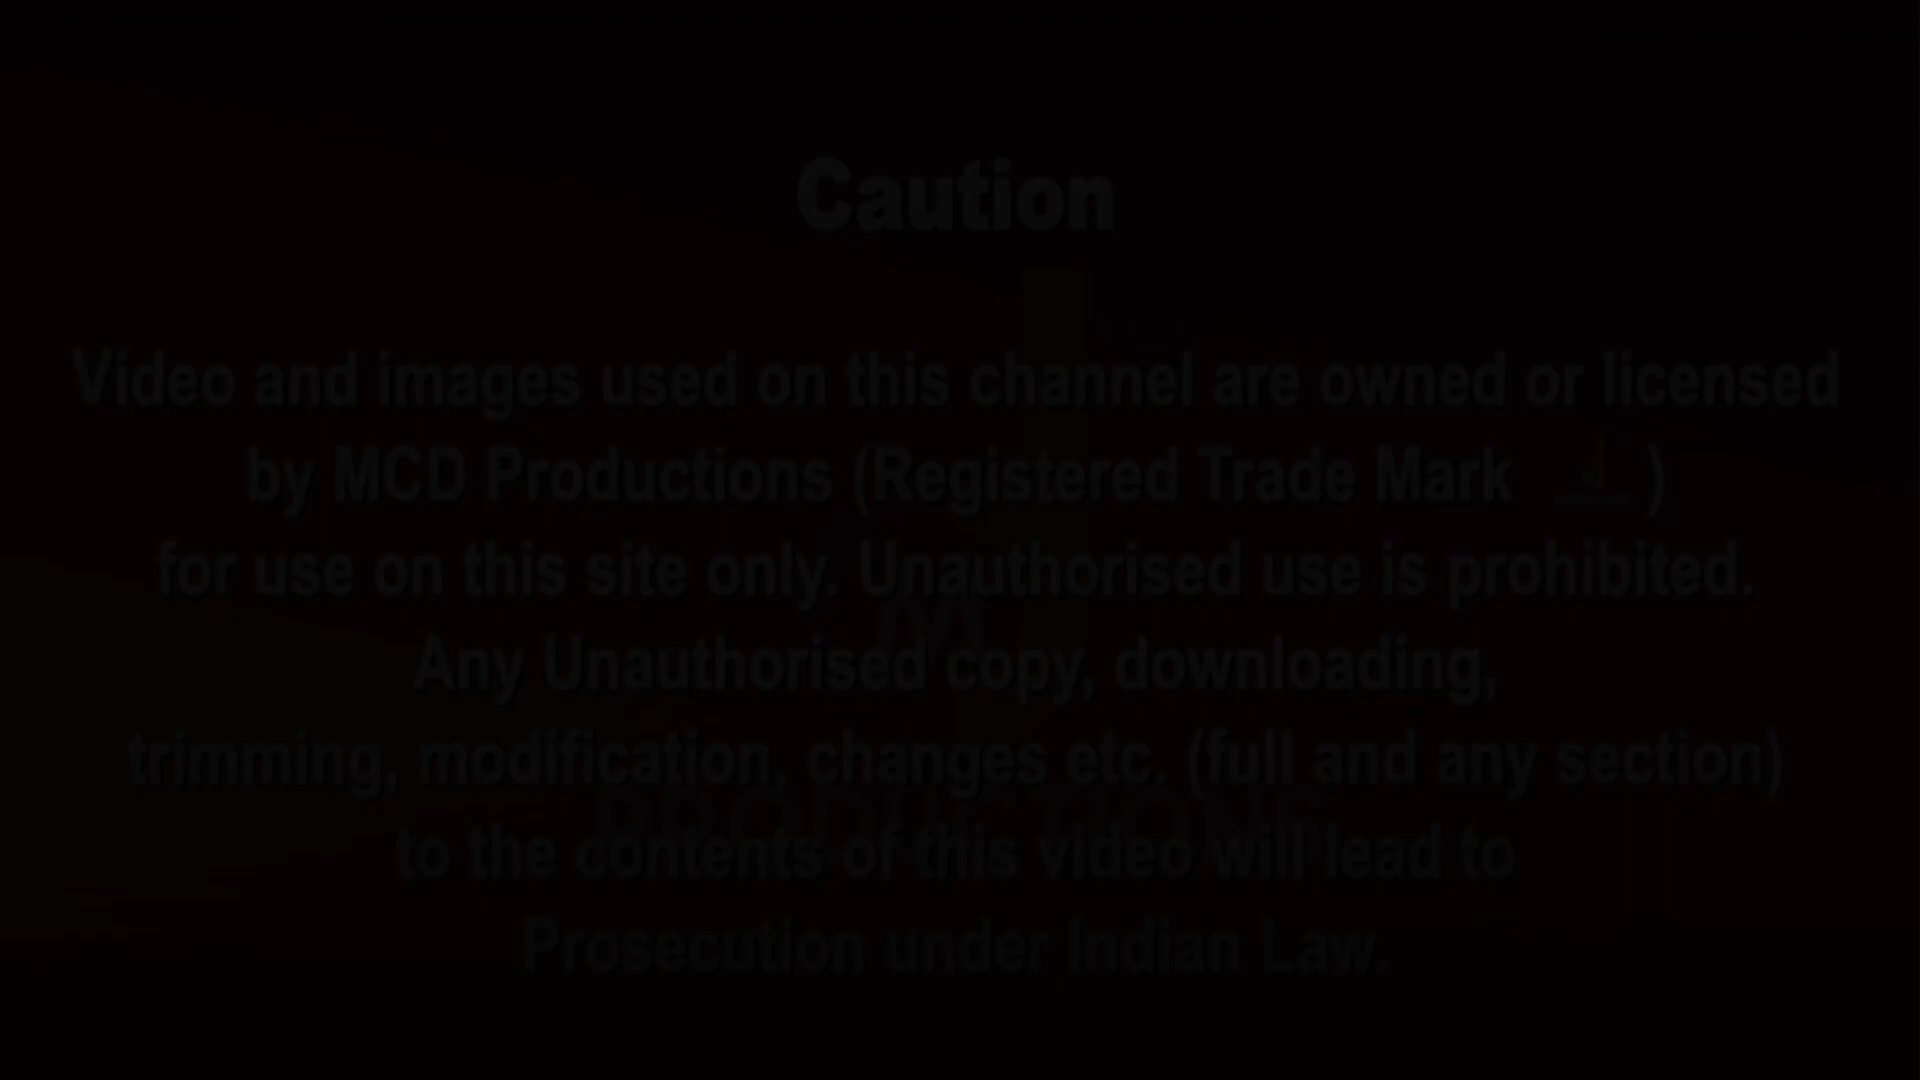 Caution
Video and images used on this channel are owned or licensed
by MCD Productions (Registered Trade Mark )
for use on this site only. Unauthorised use is prohibited.
M
Any Unauthorised copy, downloading,
trimming, modification, changes etc. (full and any section)
PRODUCTIONS
to the contents of this video will lead to
Prosecution under Indian Law.